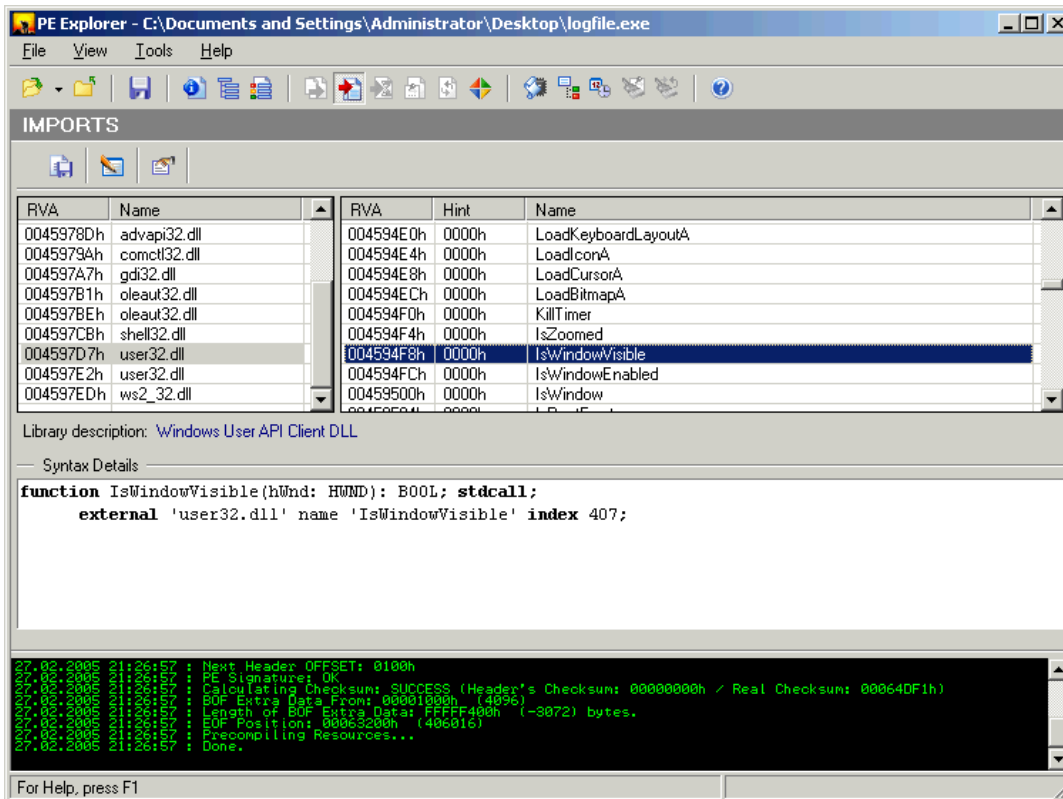 PE Explorer - C:\Documents and Settings\Administrator\Desktop\logfile.exe
File View Tools Help
IMPORTS
RVA Name
0045978Dh advapi32.dll
0045979Ah comctl32.dll
004597A7h gdi32.dll
004597B1h oleaut32.dll
004597BEh oleaut32.dll
004597CBh shell32.dll
004597D7h user32.dll
004597E2h user32.dll
004597EDh ws2_32.dll
RVA Hint Name
004594E0h 0000h LoadKeyboardLayoutA
004594E4h 0000h LoadIconA
004594E8h 0000h LoadCursorA
004594ECh 0000h LoadBitmapA
004594F0h 0000h KillTimer
004594F4h 0000h IsZoomed
004594F8h 0000h IsWindowVisible
004594FCh 0000h IsWindowEnabled
00459500h 0000h IsWindow
Library description: Windows User API Client DLL
Syntax Details
function IsWindowVisible(hWnd: HWND): BOOL; stdcall;
external 'user32.dll' name 'IsWindowVisible' index 407;
27.02.2005 21:26:57 : Next Header OFFSET: 0100h
27.02.2005 21:26:57 : PE Signature: OK
27.02.2005 21:26:57 : Calculating Checksum: SUCCESS (Header's Checksum: 00000000h / Real Checksum: 00064DF1h)
27.02.2005 21:26:57 : BOF Extra Data From: 00001000h (4096)
27.02.2005 21:26:57 : Length of BOF Extra Data: FFFFF400h (-3072) bytes.
27.02.2005 21:26:57 : EOF Position: 00063200h (406016)
27.02.2005 21:26:57 : Precompiling Resources...
27.02.2005 21:26:57 : Done.
For Help, press F1